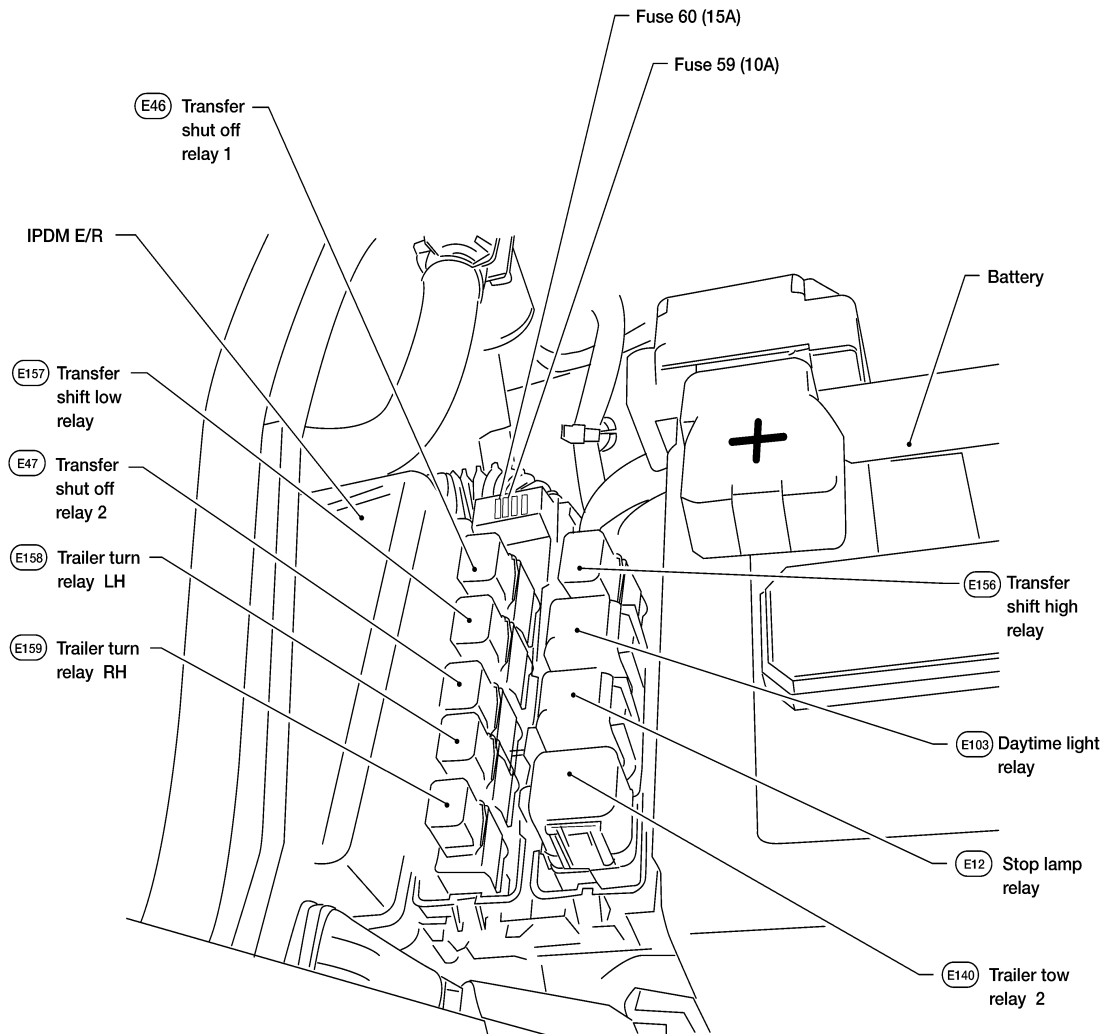 Fuse 60 (15A)
Fuse 59 (10A)
E46 Transfer
shut off
relay 1
IPDM E/R
Battery
E157 Transfer
shift low
relay
E47 Transfer
shut off
relay 2
E158 Trailer turn
relay LH
E156 Transfer
shift high
relay
E159 Trailer turn
relay RH
E103 Daytime light
relay
E12 Stop lamp
relay
E140 Trailer tow
relay 2